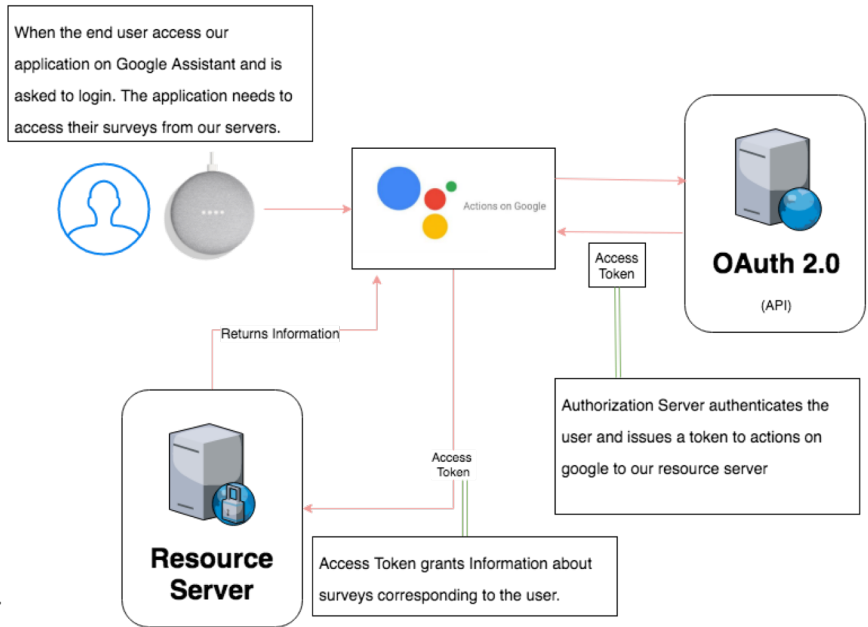 When the end user access our
application on Google Assistant and is
asked to login. The application needs to
access their surveys from our servers.
Actions on Google
Access
Token
OAuth 2.0
(API)
Returns Information
Authorization Server authenticates the
user and issues a token to actions on
google to our resource server
Access
Token
Resource
Server
Access Token grants Information about
surveys corresponding to the user.